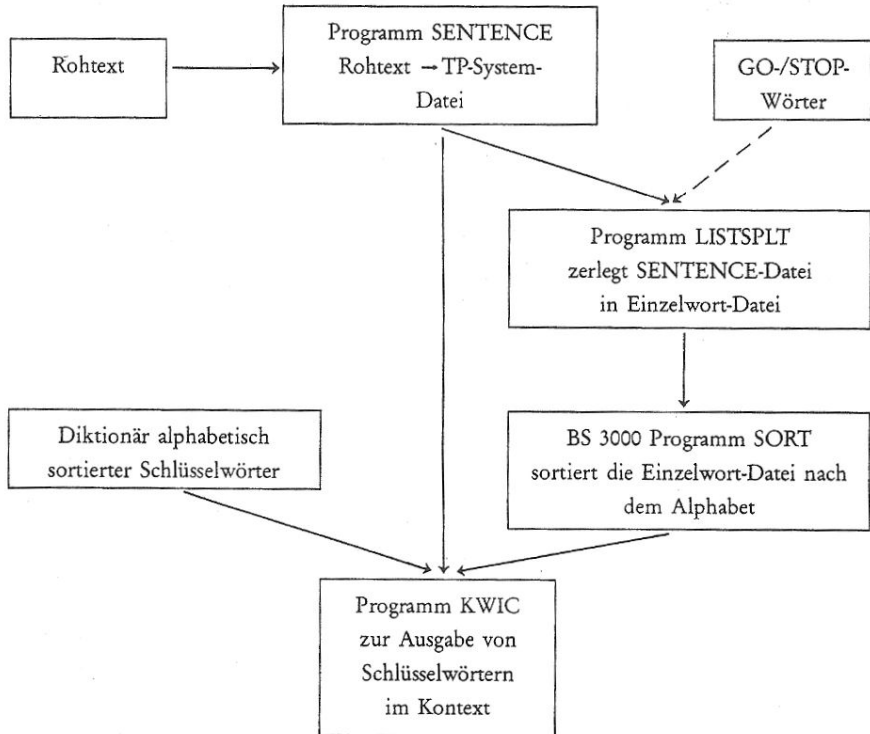 Rohtext
Programm SENTENCE
Rohtext → TP-System-
Datei
GO-/STOP-
Wörter
Programm LISTSPLT
zerlegt SENTENCE-Datei
in Einzelwort-Datei
Diktionär alphabetisch
sortierter Schlüsselwörter
BS 3000 Programm SORT
sortiert die Einzelwort-Datei nach
dem Alphabet
Programm KWIC
zur Ausgabe von
Schlüsselwörtern
im Kontext